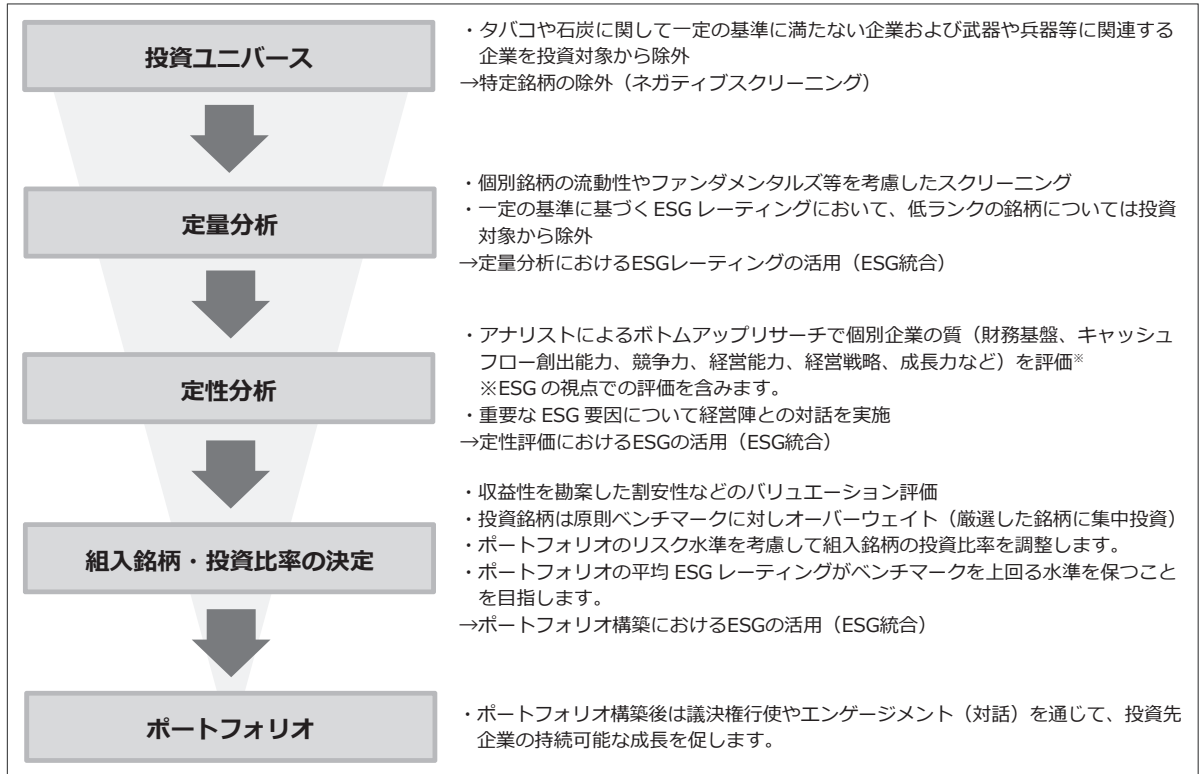 投資ユニバース
・タバコや石炭に関して一定の基準に満たない企業および武器や兵器等に関連する
企業を投資対象から除外
→特定銘柄の除外（ネガティブスクリーニング）
定量分析
・個別銘柄の流動性やファンダメンタルズ等を考慮したスクリーニング
・一定の基準に基づく ESG レーティングにおいて、低ランクの銘柄については投資
対象から除外
→定量分析におけるESGレーティングの活用（ESG統合）
定性分析
・アナリストによるボトムアップリサーチで個別企業の質（財務基盤、キャッシュ
フロー創出能力、競争力、経営能力、経営戦略、成長力など）を評価※
※ESG の視点での評価を含みます。
・重要な ESG 要因について経営陣との対話を実施
→定性評価におけるESGの活用（ESG統合）
組入銘柄・投資比率の決定
・収益性を勘案した割安性などのバリュエーション評価
・投資銘柄は原則ベンチマークに対しオーバーウェイト（厳選した銘柄に集中投資）
・ポートフォリオのリスク水準を考慮して組入銘柄の投資比率を調整します。
・ポートフォリオの平均 ESG レーティングがベンチマークを上回る水準を保つこと
を目指します。
→ポートフォリオ構築におけるESGの活用（ESG統合）
ポートフォリオ
・ポートフォリオ構築後は議決権行使やエンゲージメント（対話）を通じて、投資先
企業の持続可能な成長を促します。